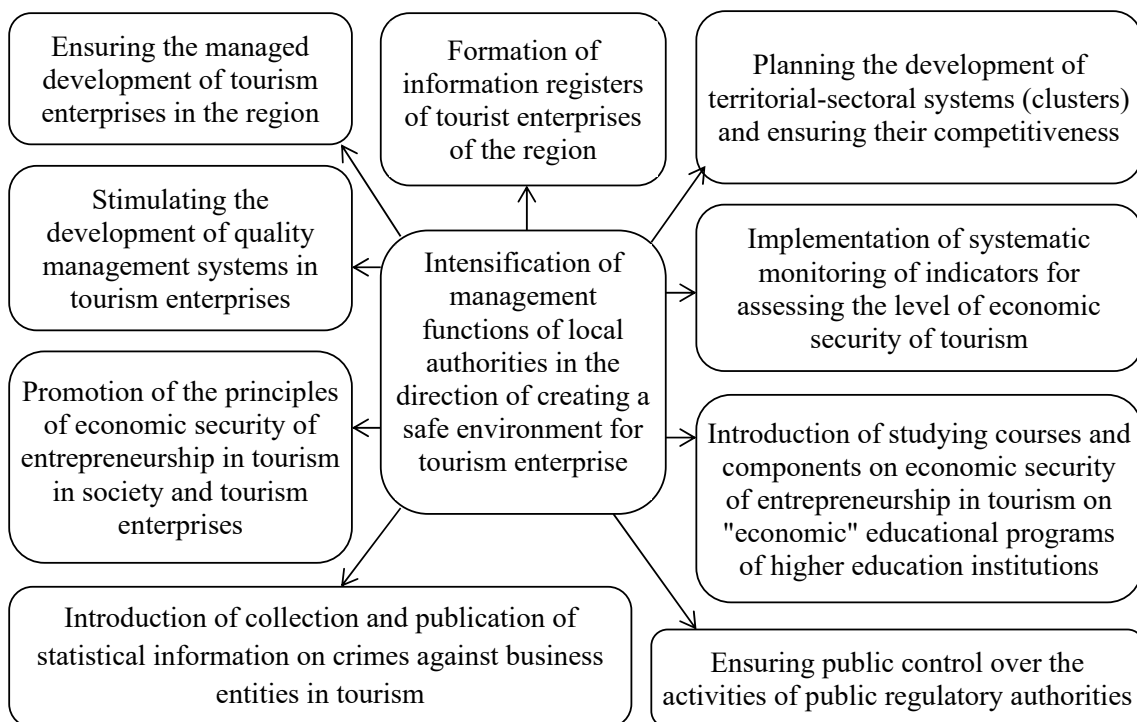 Ensuring the managed
development of tourism
enterprises in the region
Formation of
information registers
of tourist enterprises
of the region
Planning the development of
territorial-sectoral systems (clusters)
and ensuring their competitiveness
Stimulating the
development of quality
management systems in
tourism enterprises
Intensification of
management
functions of local
authorities in the
direction of creating a
safe environment for
tourism enterprise
Implementation of systematic
monitoring of indicators for
assessing the level of economic
security of tourism
Promotion of the principles
of economic security of
entrepreneurship in tourism
in society and tourism
enterprises
Introduction of studying courses and
components on economic security
of entrepreneurship in tourism on
"economic" educational programs
of higher education institutions
Introduction of collection and publication of
statistical information on crimes against business
entities in tourism
Ensuring public control over the
activities of public regulatory authorities